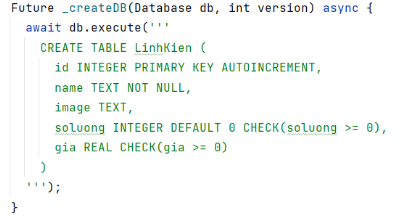 Future _createDB(Database db, int version) async {
  await db.execute('''
    CREATE TABLE LinhKien (
      id INTEGER PRIMARY KEY AUTOINCREMENT,
      name TEXT NOT NULL,
      image TEXT,
      soluong INTEGER DEFAULT 0 CHECK(soluong >= 0),
      gia REAL CHECK(gia >= 0)
    )
  ''');
}